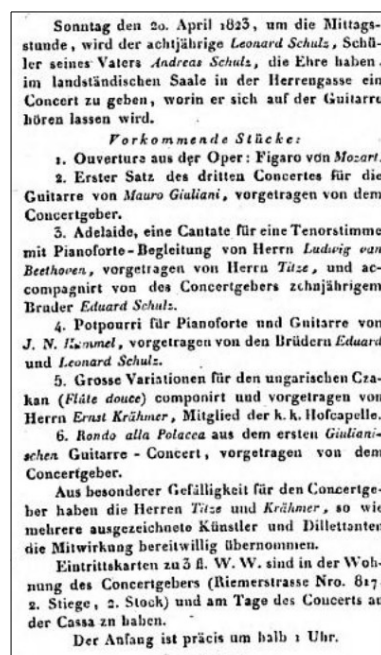 Sonntag den 20. April 1823, um die Mittags-
stunde, wird der achtjährige Leonard Schulz, Schü-
ler seines Vaters Andreas Schulz, die Ehre haben,
im landständischen Saale in der Herrengasse ein
Concert zu geben, worin er sich auf der Guitarre
hören lassen wird.
Vorkommende Stücke:
1. Ouverture aus der Oper: Figaro von Mozart.
2. Erster Satz des dritten Concertes für die
Guitarre von Mauro Giuliani, vorgetragen von dem
Concertgeber.
3. Adelaide, eine Cantate für eine Tenorstimme
mit Pianoforte-Begleitung von Herrn Ludwig van
Beethoven, vorgetragen von Herrn Titze, und ac-
compagnirt von des Concertgebers zehnjährigem
Bruder Eduard Schulz.
4. Potpourri für Pianoforte und Guitarre von
J. N. Hummel, vorgetragen von den Brüdern Eduard
und Leonard Schulz.
5. Grosse Variationen für den ungarischen Cza-
kan (Flûte douce) componirt und vorgetragen von
Herrn Ernst Krähmer, Mitglied der k. k. Hofcapelle.
6. Rondo alla Polacca aus dem ersten Giuliani-
schen Guitarre-Concert, vorgetragen von dem
Concertgeber.
Aus besonderer Gefälligkeit für den Concertge-
ber haben die Herren Titze und Krähmer, so wie
mehrere ausgezeichnete Künstler und Dillettanten
die Mitwirkung bereitwillig übernommen.
Eintrittskarten zu 3 fl. W. W. sind in der Woh-
nung des Concertgebers (Riemerstrasse Nro. 817,
2. Stiege, 2. Stock) und am Tage des Concerts an
der Cassa zu haben.
Der Anfang ist präcis um halb 1 Uhr.